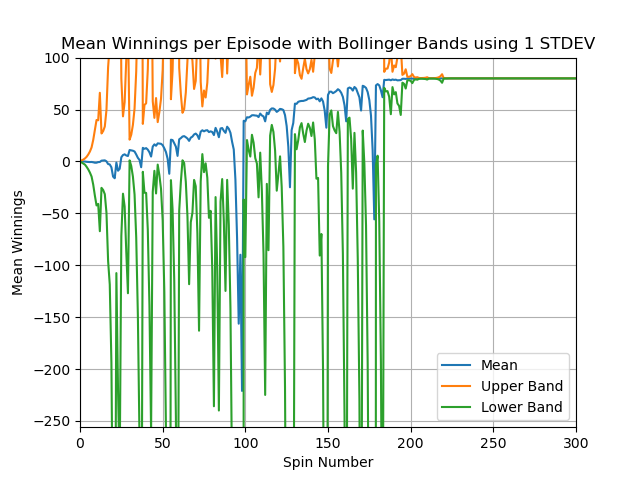 Mean Winnings per Episode with Bollinger Bands using 1 STDEV
100
50
0
−50
−100
−150
−200
−250
Mean Winnings
Mean
Upper Band
Lower Band
0 50 100 150 200 250 300
Spin Number